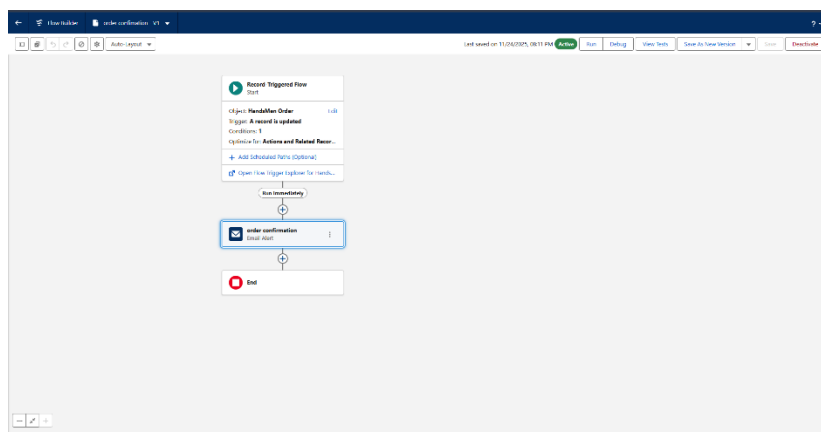 Flow Builder
order confirmation V1
?
Auto-Layout
Last saved on 11/24/2025, 08:11 PM
Active
Run
Debug
View Tests
Save As New Version
Save
Deactivate
Record-Triggered Flow
Start
Object: HandsMen Order
Edit
Trigger: A record is updated
Conditions: 1
Optimize for: Actions and Related Recor...
+ Add Scheduled Paths (Optional)
Open Flow Trigger Explorer for Hands...
Run Immediately
order confirmation
Email Alert
End